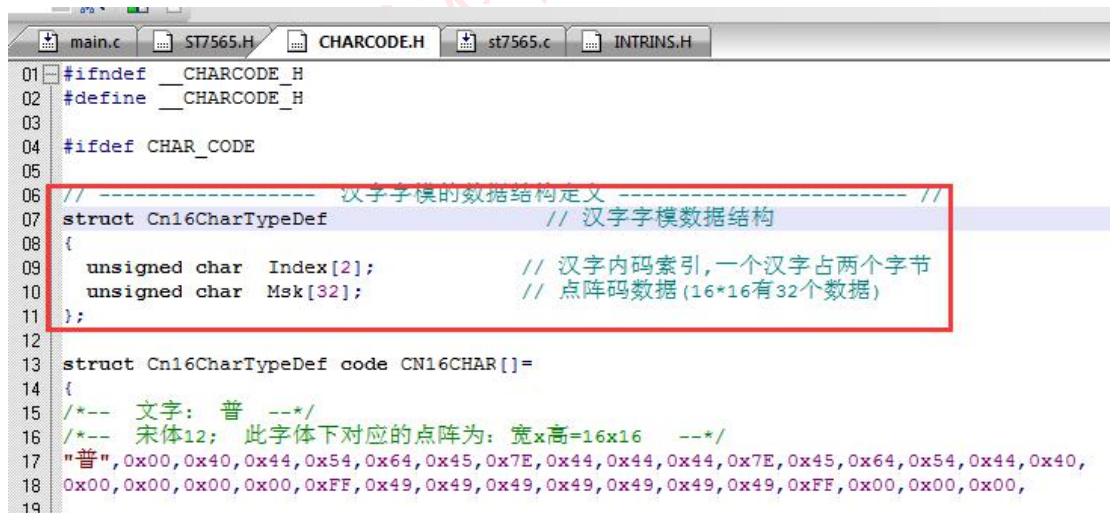 main.c ST7565.H CHARCODE.H st7565.c INTRINS.H
01 #ifndef __CHARCODE_H
02 #define __CHARCODE_H
03
04 #ifdef CHAR_CODE
05
06 // ------------------ 汉字字模的数据结构定义 ------------------------ //
07 struct Cn16CharTypeDef // 汉字字模数据结构
08 {
09 unsigned char Index[2]; // 汉字内码索引,一个汉字占两个字节
10 unsigned char Msk[32]; // 点阵码数据(16*16有32个数据)
11 };
12
13 struct Cn16CharTypeDef code CN16CHAR[]=
14 {
15 /*-- 文字: 普 --*/
16 /*-- 宋体12; 此字体下对应的点阵为: 宽x高=16x16 --*/
17 "普",0x00,0x40,0x44,0x54,0x64,0x45,0x7E,0x44,0x44,0x44,0x7E,0x45,0x64,0x54,0x44,0x40,
18 0x00,0x00,0x00,0x00,0xFF,0x49,0x49,0x49,0x49,0x49,0x49,0x49,0xFF,0x00,0x00,0x00,
19